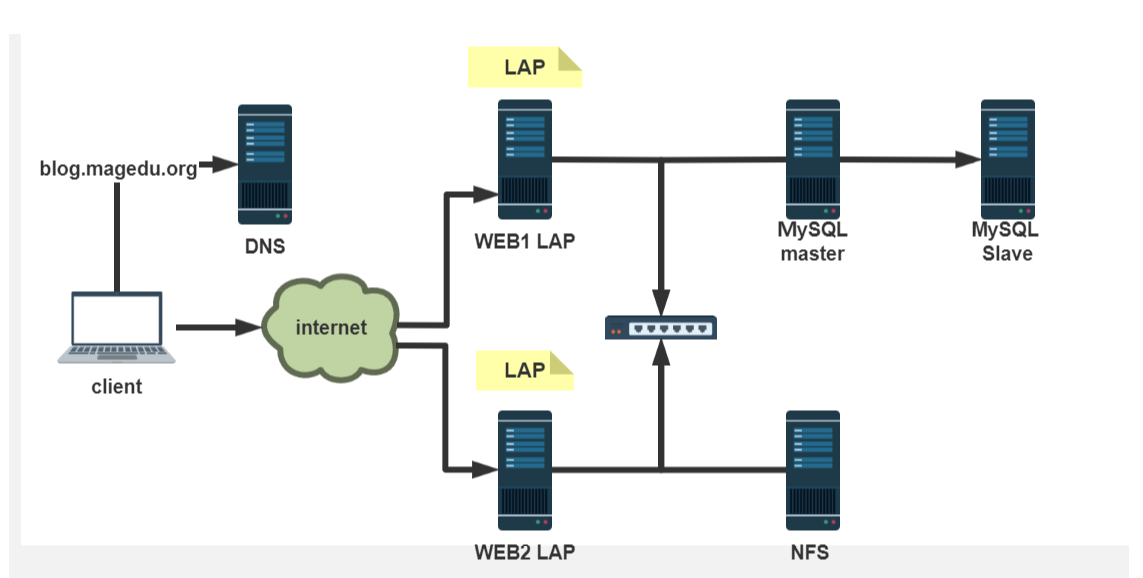 LAP
blog.magedu.org
DNS
WEB1 LAP
MySQL
master
MySQL
Slave
internet
client
LAP
WEB2 LAP
NFS